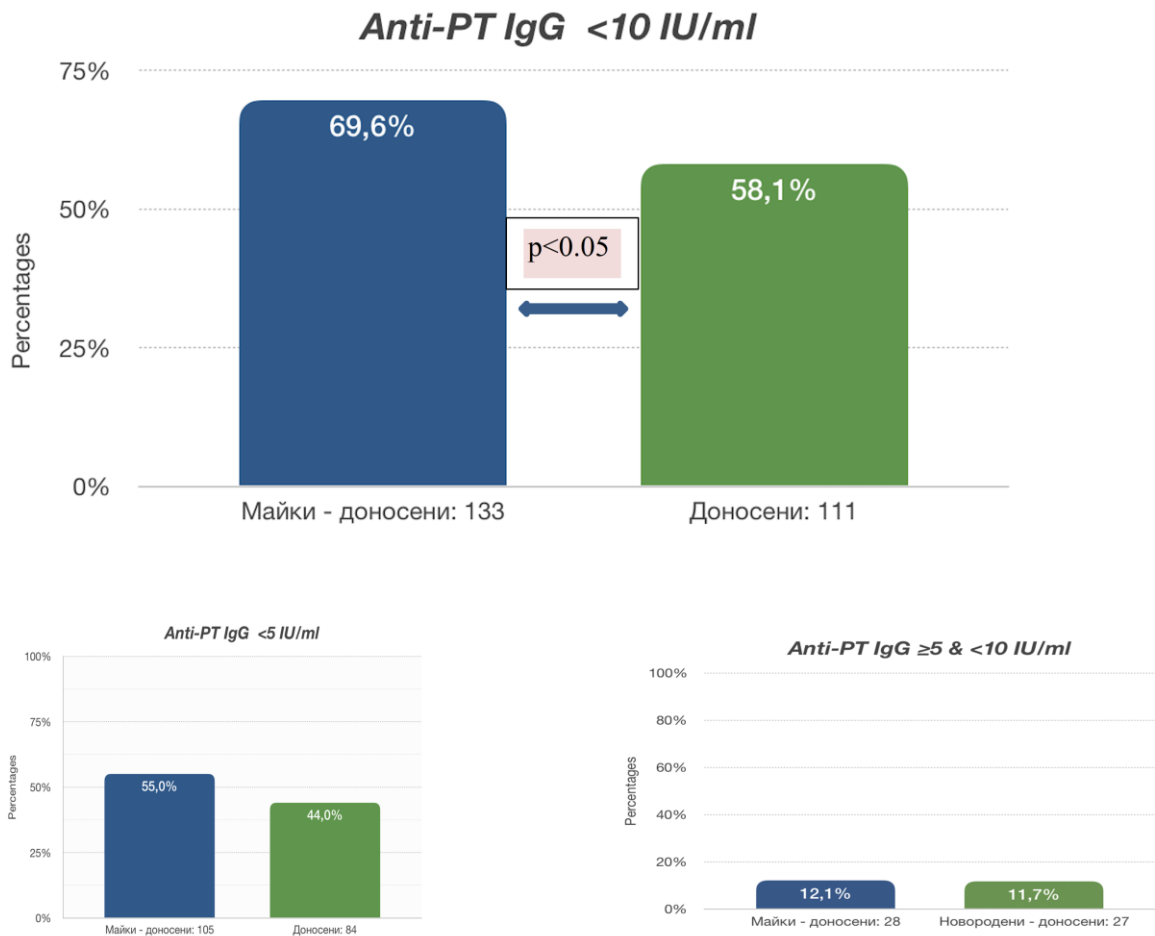 Anti-PT IgG <10 IU/ml
75%
50%
25%
0%
Percentages
69,6%
58,1%
p<0.05
Майки - доносени: 133
Доносени: 111
Anti-PT IgG <5 IU/ml
100%
75%
50%
25%
0%
Percentages
55,0%
44,0%
Майки - доносени: 105
Доносени: 84
Anti-PT IgG ≥5 & <10 IU/ml
100%
80%
60%
40%
20%
0%
Percentages
12,1%
11,7%
Майки - доносени: 28
Новородени - доносени: 27